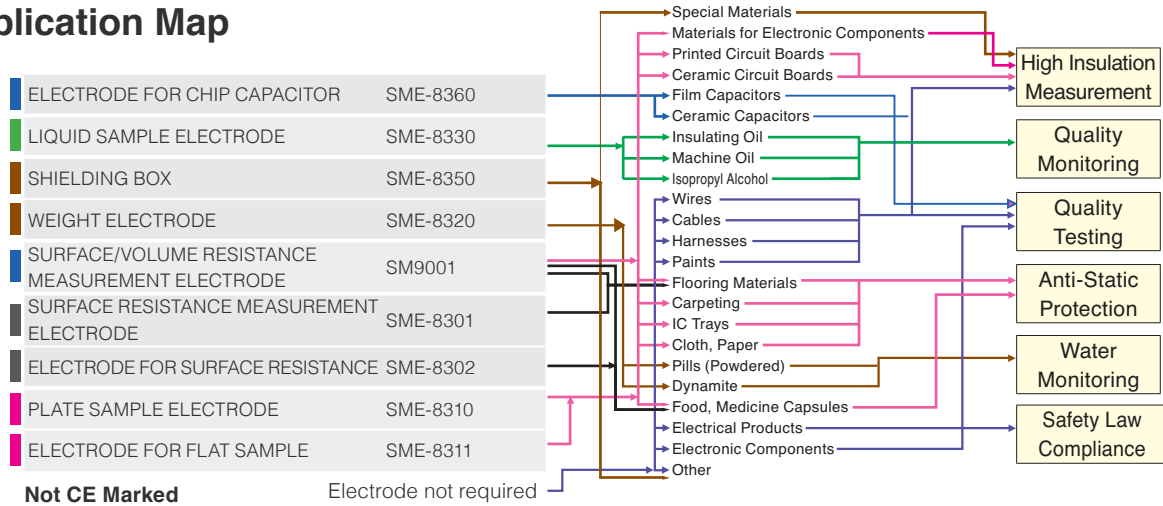 plication Map
ELECTRODE FOR CHIP CAPACITOR SME-8360
LIQUID SAMPLE ELECTRODE SME-8330
SHIELDING BOX SME-8350
WEIGHT ELECTRODE SME-8320
SURFACE/VOLUME RESISTANCE
MEASUREMENT ELECTRODE SM9001
SURFACE RESISTANCE MEASUREMENT
ELECTRODE SME-8301
ELECTRODE FOR SURFACE RESISTANCE SME-8302
PLATE SAMPLE ELECTRODE SME-8310
ELECTRODE FOR FLAT SAMPLE SME-8311
Not CE Marked
Electrode not required
Special Materials
Materials for Electronic Components
Printed Circuit Boards
Ceramic Circuit Boards
Film Capacitors
Ceramic Capacitors
Insulating Oil
Machine Oil
Isopropyl Alcohol
Wires
Cables
Harnesses
Paints
Flooring Materials
Carpeting
IC Trays
Cloth, Paper
Pills (Powdered)
Dynamite
Food, Medicine Capsules
Electrical Products
Electronic Components
Other
High Insulation
Measurement
Quality
Monitoring
Quality
Testing
Anti-Static
Protection
Water
Monitoring
Safety Law
Compliance